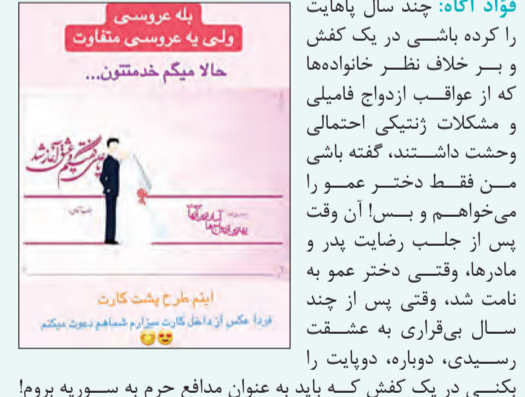 فؤاد آگاه: چند سال پاهایت
را کرده باشی در یک کفش
و بر خلاف نظر خانواده‌ها
که از عواقب ازدواج فامیلی
و مشکلات ژنتیکی احتمالی
وحشت داشتند، گفته باشی
من فقط دختر عمو را
می‌خواهم و بس! آن وقت
پس از جلب رضایت پدر و
مادرها، وقتی دختر عمو به
نامت شد، وقتی پس از چند
سال بی‌قراری به عشقت
رسیدی، دوباره، دوپایت را
بکنی در یک کفش که باید به عنوان مدافع حرم به سوریه بروم!
بله عروسی
ولی یه عروسی متفاوت
حالا میگم خدمتتون...
اینم طرح پشت کارت
فردا عکس از داخل کارت میزارم شماهم دعوت میکنم